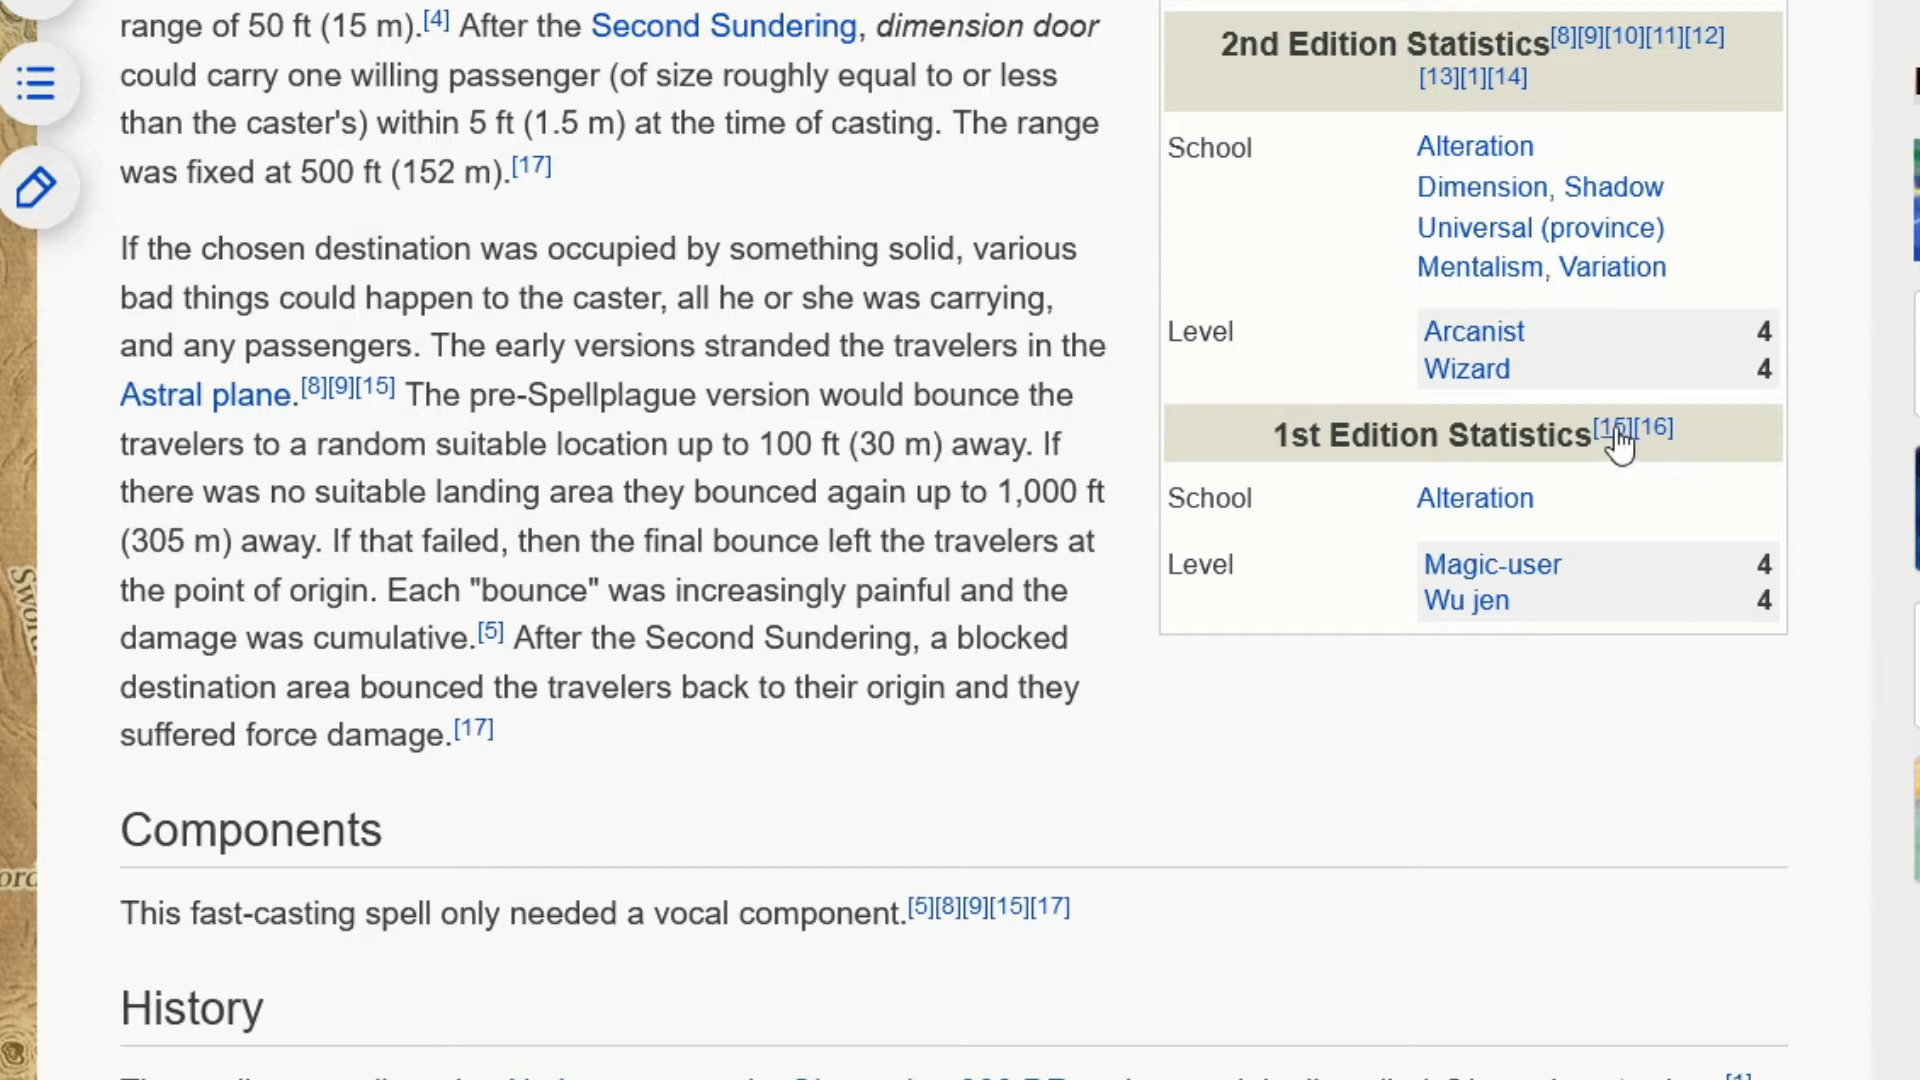 range of 50 ft (15 m).[4] After the Second Sundering, dimension door
could carry one willing passenger (of size roughly equal to or less
than the caster's) within 5 ft (1.5 m) at the time of casting. The range
was fixed at 500 ft (152 m).[17]
If the chosen destination was occupied by something solid, various
bad things could happen to the caster, all he or she was carrying,
and any passengers. The early versions stranded the travelers in the
Astral plane.[8][9][15] The pre-Spellplague version would bounce the
travelers to a random suitable location up to 100 ft (30 m) away. If
there was no suitable landing area they bounced again up to 1,000 ft
(305 m) away. If that failed, then the final bounce left the travelers at
the point of origin. Each "bounce" was increasingly painful and the
damage was cumulative.[5] After the Second Sundering, a blocked
destination area bounced the travelers back to their origin and they
suffered force damage.[17]
2nd Edition Statistics[8][9][10][11][12]
[13][1][14]
School Alteration
Dimension, Shadow
Universal (province)
Mentalism, Variation
Level Arcanist 4
Wizard 4
1st Edition Statistics[15][16]
School Alteration
Level Magic-user 4
Wu jen 4
Components
This fast-casting spell only needed a vocal component.[5][8][9][15][17]
History